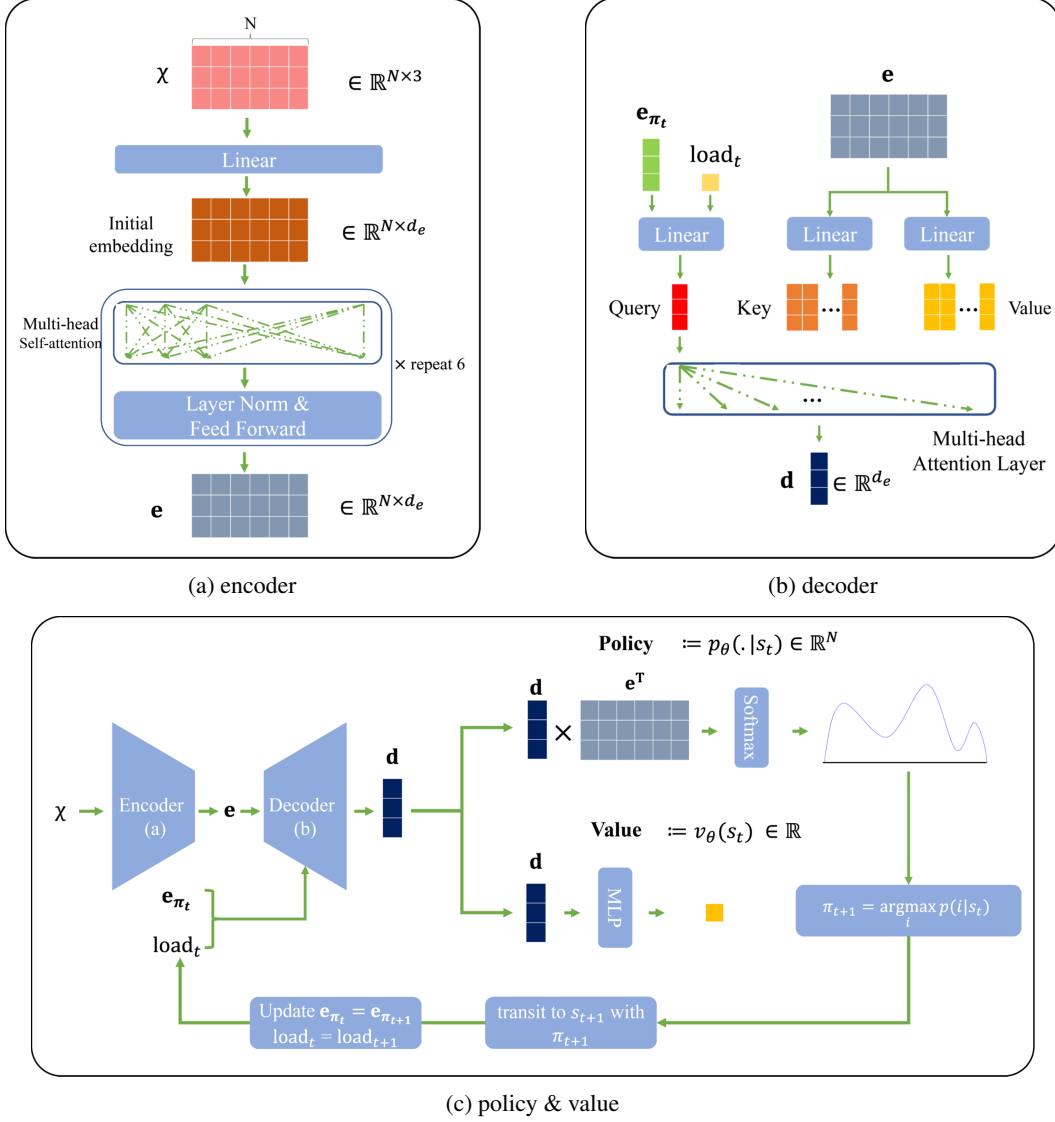 N
χ
∈ ℝ^{N×3}
Linear
Initial
embedding
∈ ℝ^{N×d_e}
Multi-head
Self-attention
× repeat 6
Layer Norm &
Feed Forward
e
∈ ℝ^{N×d_e}
(a) encoder
e
e_{π_t}
load_t
Linear
Linear
Linear
Query
Key
...
...
Value
...
Multi-head
Attention Layer
d
∈ ℝ^{d_e}
(b) decoder
Policy := p_θ(.|s_t) ∈ ℝ^N
d
e^T
×
Softmax
χ
Encoder
(a)
e
Decoder
(b)
d
Value := v_θ(s_t) ∈ ℝ
d
MLP
e_{π_t}
load_t
π_{t+1} = argmax p(i|s_t)
i
Update e_{π_t} = e_{π_{t+1}}
load_t = load_{t+1}
transit to s_{t+1} with
π_{t+1}
(c) policy & value